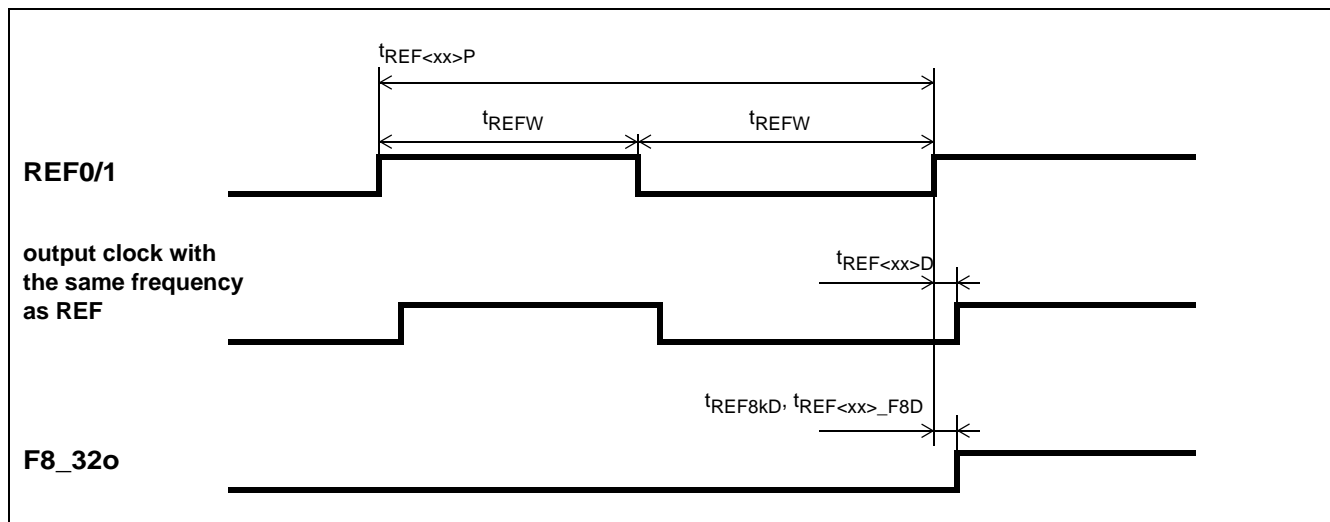 tREF<xx>P
tREFW
tREFW
REF0/1
output clock with
the same frequency
as REF
tREF<xx>D
tREF8kD, tREF<xx>_F8D
F8_32o